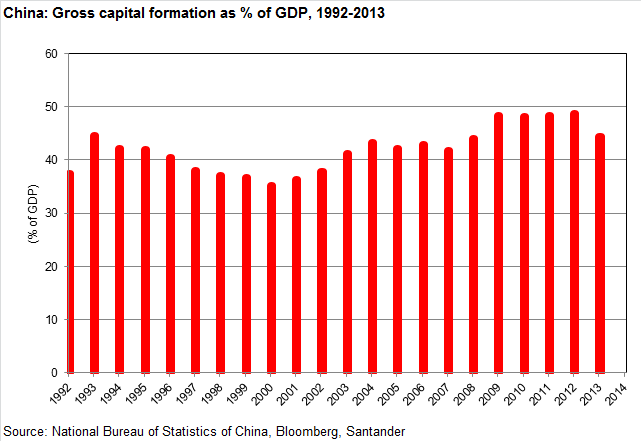 China: Gross capital formation as % of GDP, 1992-2013
(% of GDP)
60
50
40
30
20
10
0
1992 1993 1994 1995 1996 1997 1998 1999 2000 2001 2002 2003 2004 2005 2006 2007 2008 2009 2010 2011 2012 2013 2014
Source: National Bureau of Statistics of China, Bloomberg, Santander